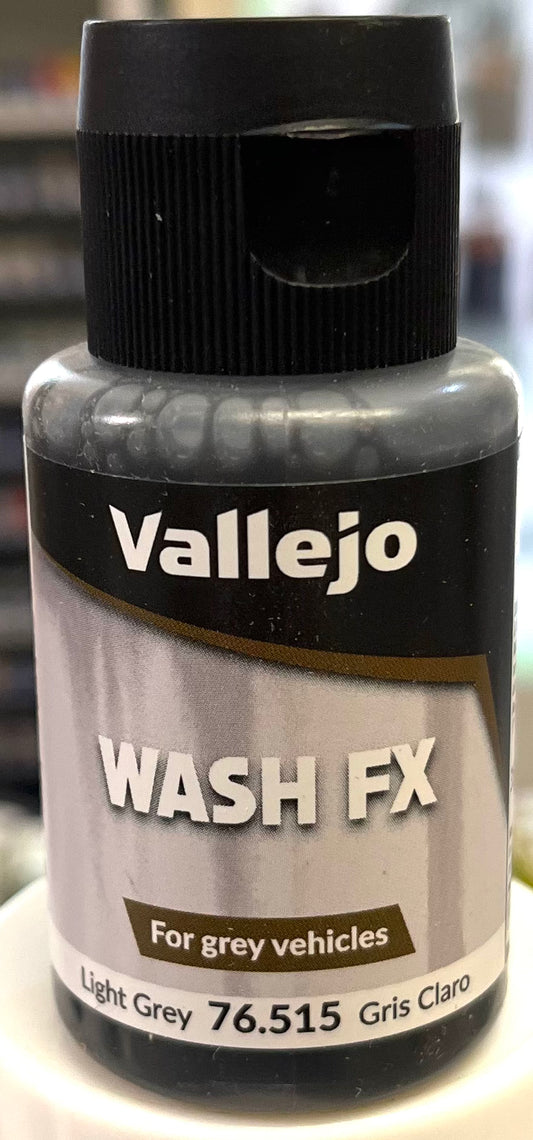 Vallejo
WASH FX
For grey vehicles
Light Grey 76.515 Gris Claro